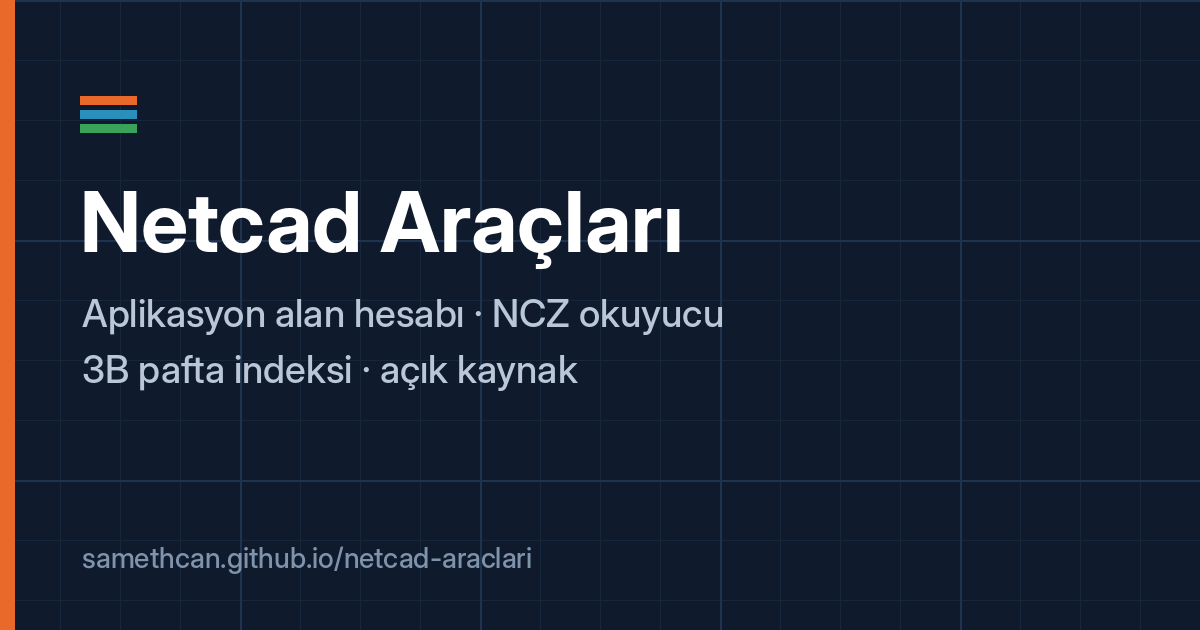 Netcad Araçları
Aplikasyon alan hesabı · NCZ okuyucu
3B pafta indeksi · açık kaynak
samethcan.github.io/netcad-araclari